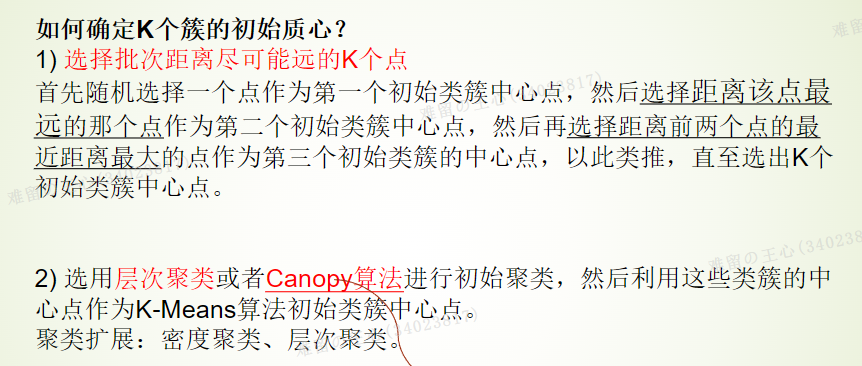 如何确定K个簇的初始质心？
1) 选择批次距离尽可能远的K个点
首先随机选择一个点作为第一个初始类簇中心点，然后选择距离该点最
远的那个点作为第二个初始类簇中心点，然后再选择距离前两个点的最
近距离最大的点作为第三个初始类簇的中心点，以此类推，直至选出K个
初始类簇中心点。
2) 选用层次聚类或者Canopy算法进行初始聚类，然后利用这些类簇的中
心点作为K-Means算法初始类簇中心点。
聚类扩展：密度聚类、层次聚类。